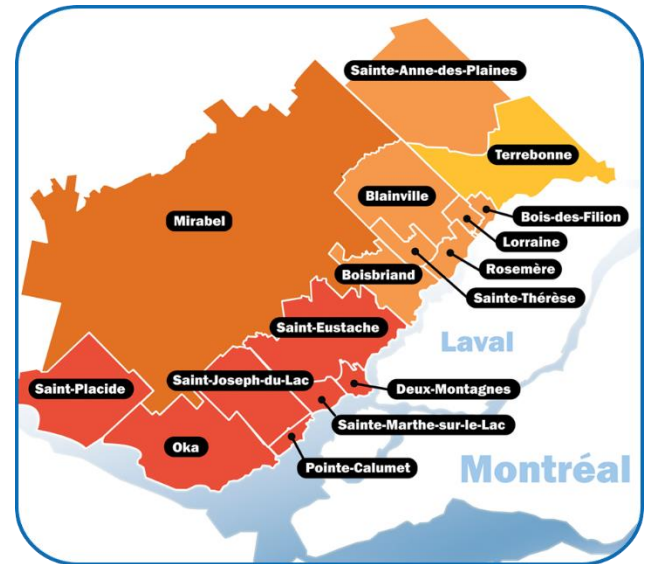 Sainte-Anne-des-Plaines
Terrebonne
Blainville
Mirabel
Bois-des-Filion
Lorraine
Boisbriand
Rosemère
Sainte-Thérèse
Saint-Eustache
Laval
Saint-Placide
Saint-Joseph-du-Lac
Deux-Montagnes
Sainte-Marthe-sur-le-Lac
Oka
Pointe-Calumet
Montréal